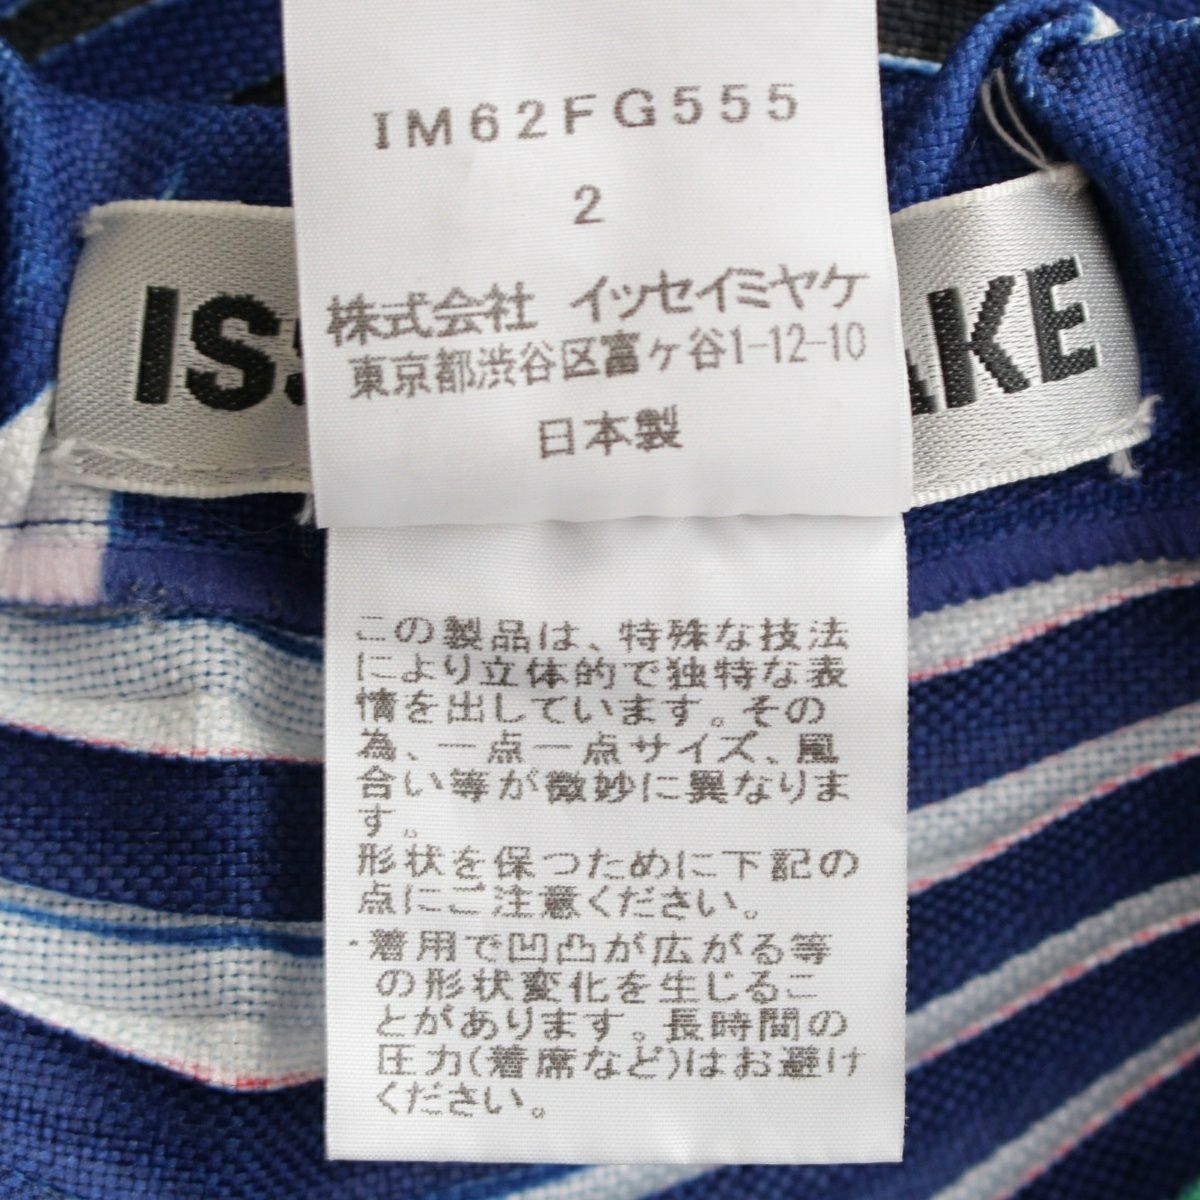 IM62FG555
2
株式会社 イッセイミヤケ
東京都渋谷区富ヶ谷1-12-10
日本製
この製品は、特殊な技法
により立体的で独特な表
情を出しています。その
為、一点一点サイズ、風
合い等が微妙に異なりま
す。
形状を保つために下記の
点にご注意ください。
・着用で凹凸が広がる等
の形状変化を生じるこ
とがあります。長時間の
圧力(着席など)はお避け
ください。